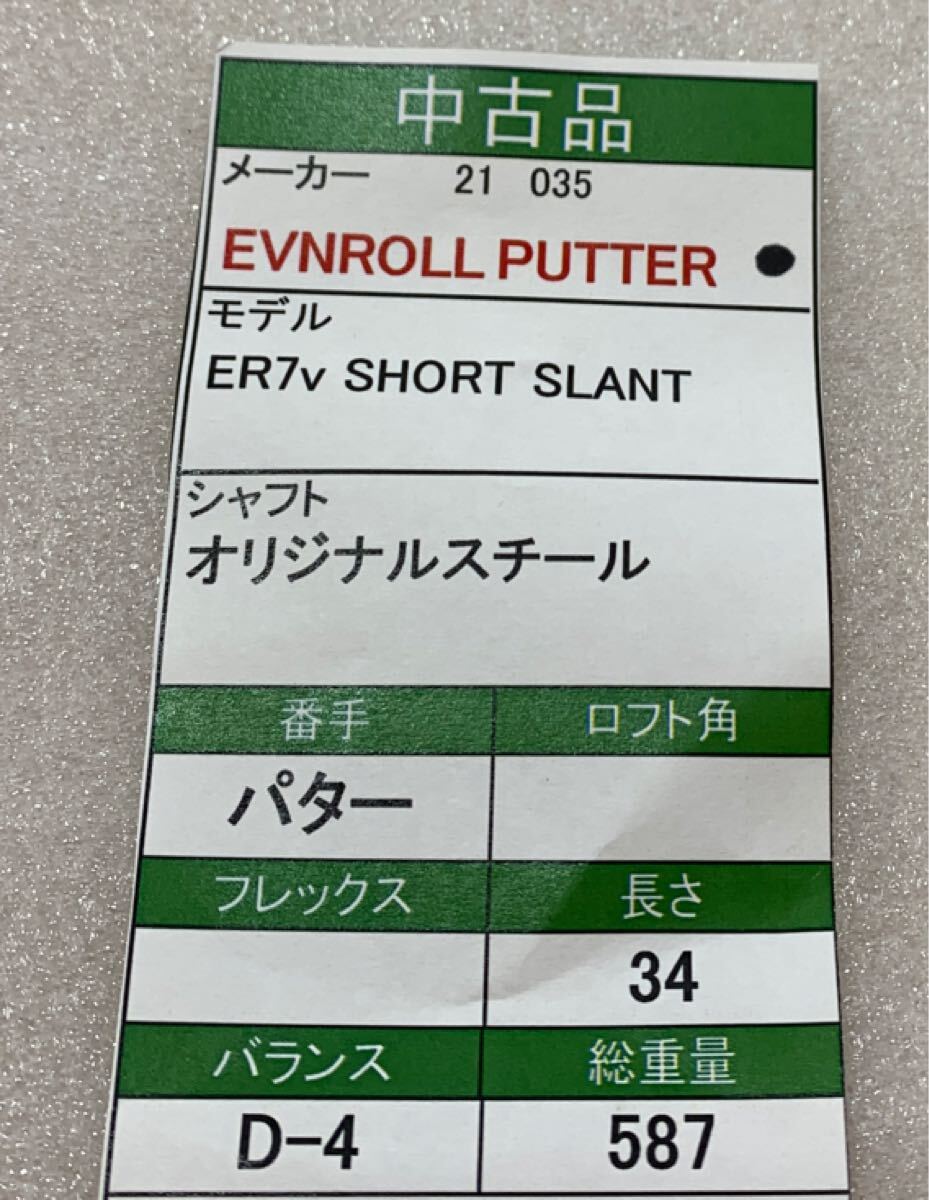 中古品
メーカー 21 035
EVNROLL PUTTER ●
モデル
ER7v SHORT SLANT
シャフト
オリジナルスチール
番手 ロフト角
パター
フレックス 長さ
34
バランス 総重量
D-4 587